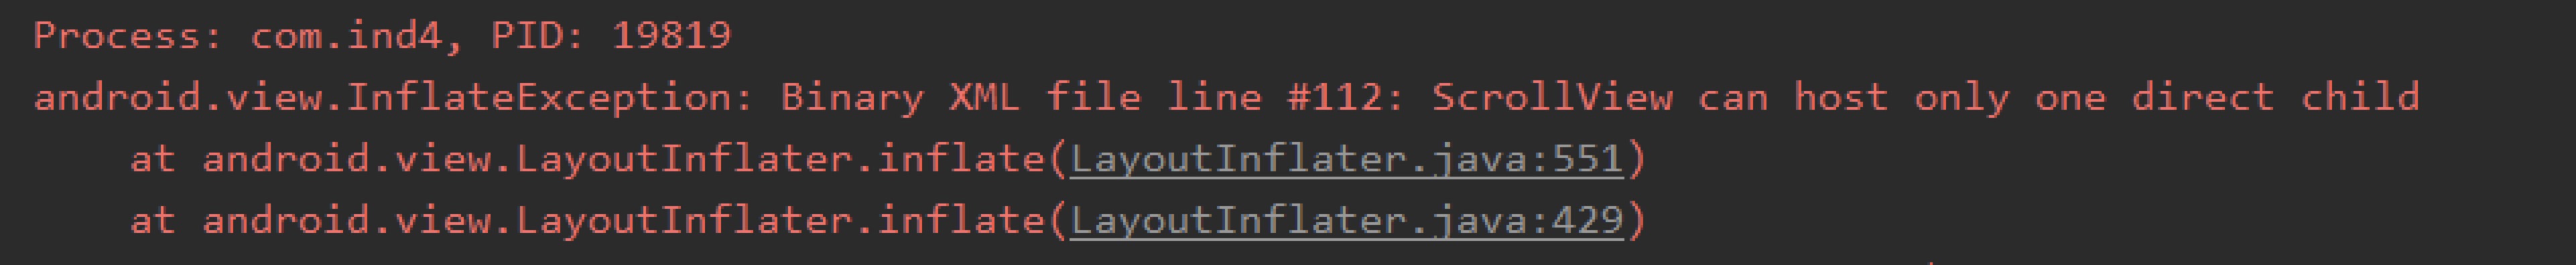 Process: com.ind4, PID: 19819
android.view.InflateException: Binary XML file line #112: ScrollView can host only one direct child
at android.view.LayoutInflater.inflate(LayoutInflater.java:551)
at android.view.LayoutInflater.inflate(LayoutInflater.java:429)